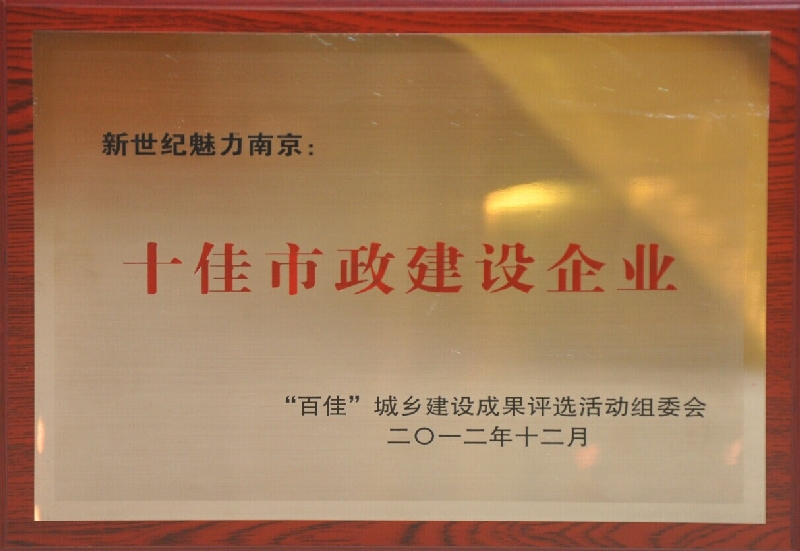 新世纪魅力南京：
十佳市政建设企业
“百佳”城乡建设成果评选活动组委会
二〇一二年十二月